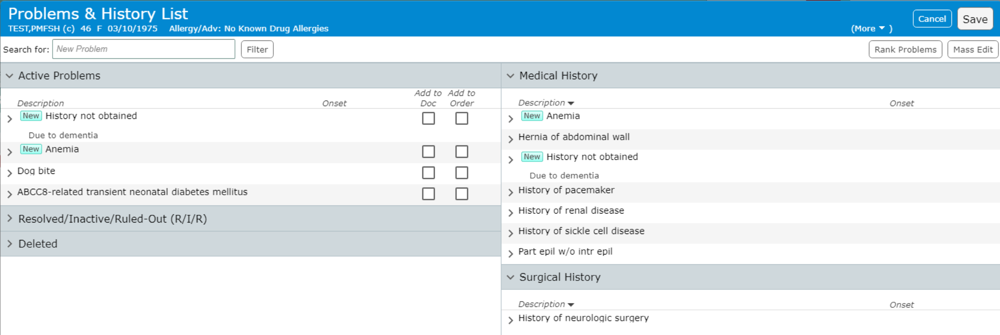 Problems & History List
TEST,PMFSH (c) 46 F 03/10/1975 Allergy/Adv: No Known Drug Allergies
(More )
Cancel
Save
Search for: New Problem
Filter
Rank Problems
Mass Edit
Active Problems
Description
Onset
Add to Doc
Add to Order
New History not obtained
Due to dementia
New Anemia
Dog bite
ABCC8-related transient neonatal diabetes mellitus
Resolved/Inactive/Ruled-Out (R/I/R)
Deleted
Medical History
Description
Onset
New Anemia
Hernia of abdominal wall
New History not obtained
Due to dementia
History of pacemaker
History of renal disease
History of sickle cell disease
Part epil w/o intr epil
Surgical History
Description
Onset
History of neurologic surgery